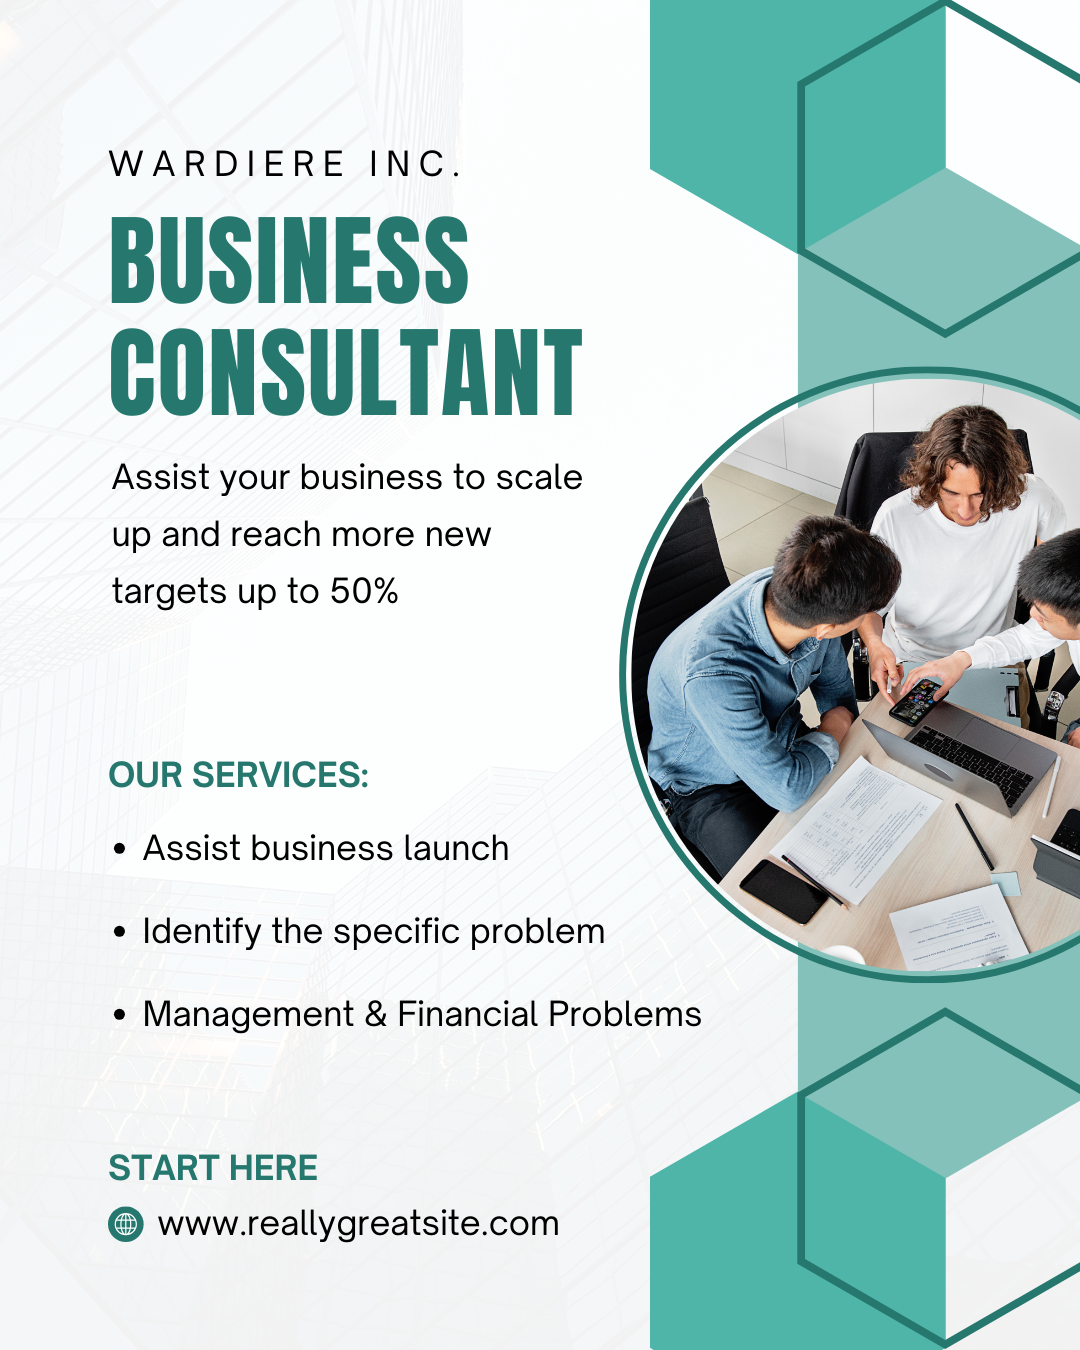 WARDIERE INC.
BUSINESS
CONSULTANT
Assist your business to scale
up and reach more new
targets up to 50%
OUR SERVICES:
• Assist business launch
• Identify the specific problem
• Management & Financial Problems
START HERE
www.reallygreatsite.com